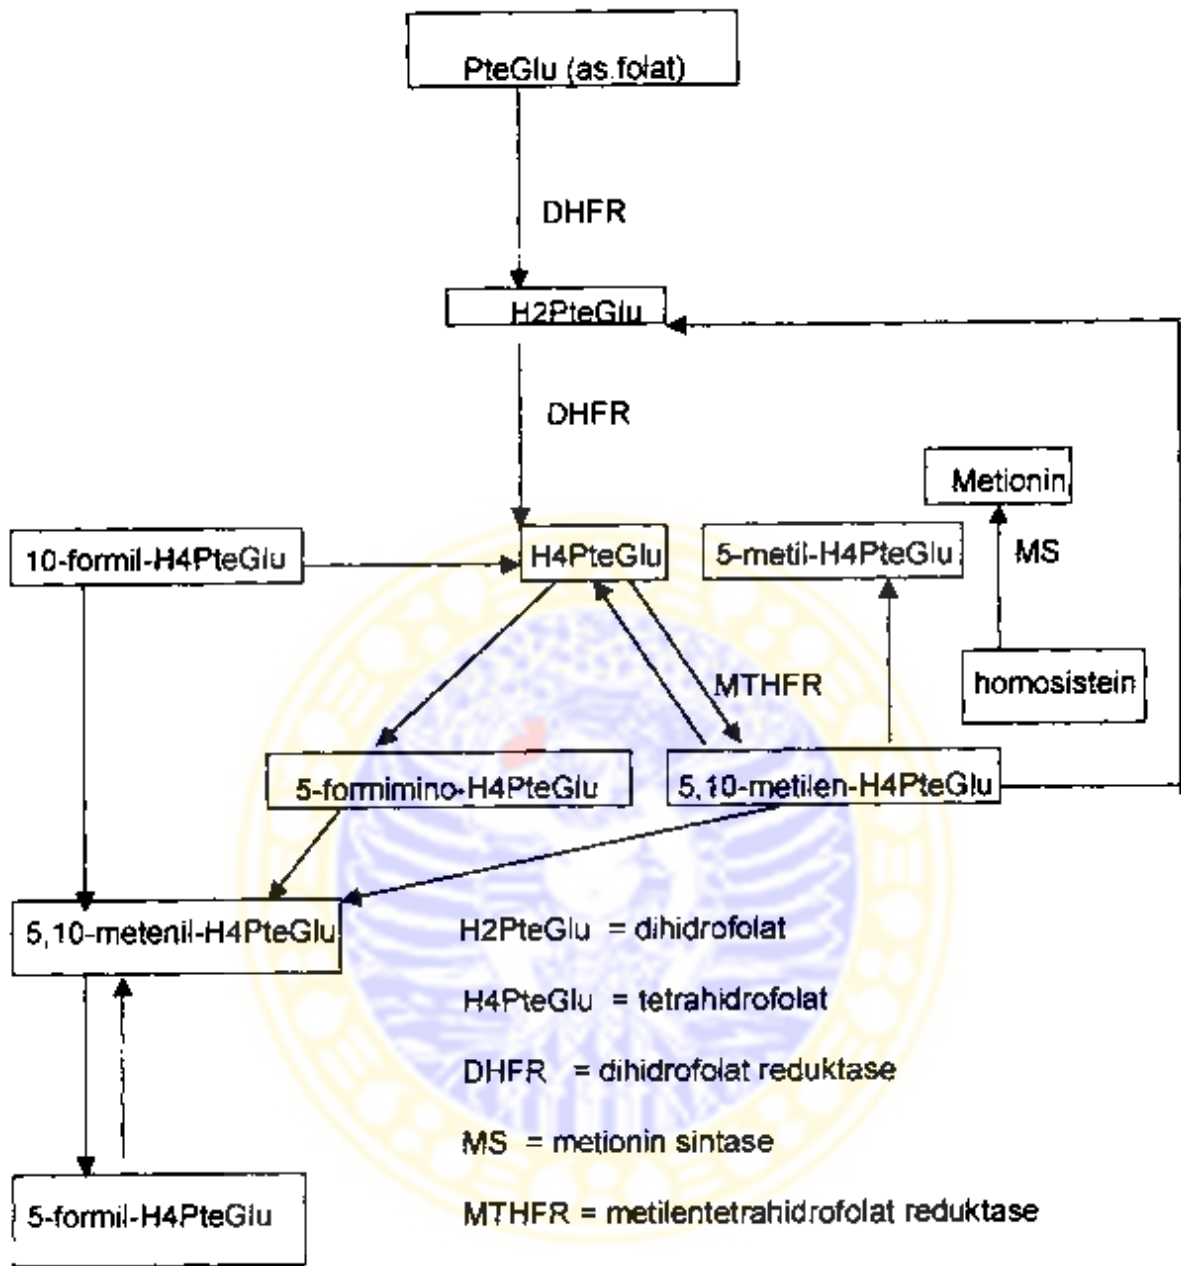 PteGlu (as.folat)
DHFR
H2PteGlu
DHFR
Metionin
10-formil-H4PteGlu
H4PteGlu
5-metil-H4PteGlu
MS
MTHFR
homosistein
5-formimino-H4PteGlu
5,10-metilen-H4PteGlu
5,10-metenil-H4PteGlu
H2PteGlu = dihidrofolat
H4PteGlu = tetrahidrofolat
DHFR = dihidrofolat reduktase
MS = metionin sintase
5-formil-H4PteGlu
MTHFR = metilentetrahidrofolat reduktase